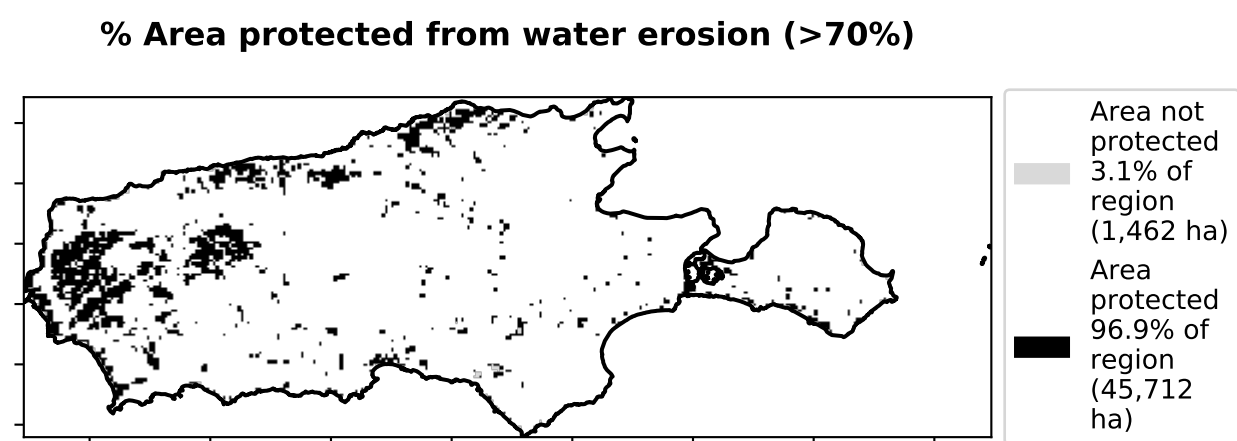 % Area protected from water erosion (>70%)
Area not
protected
3.1% of
region
(1,462 ha)
Area
protected
96.9% of
region
(45,712
ha)